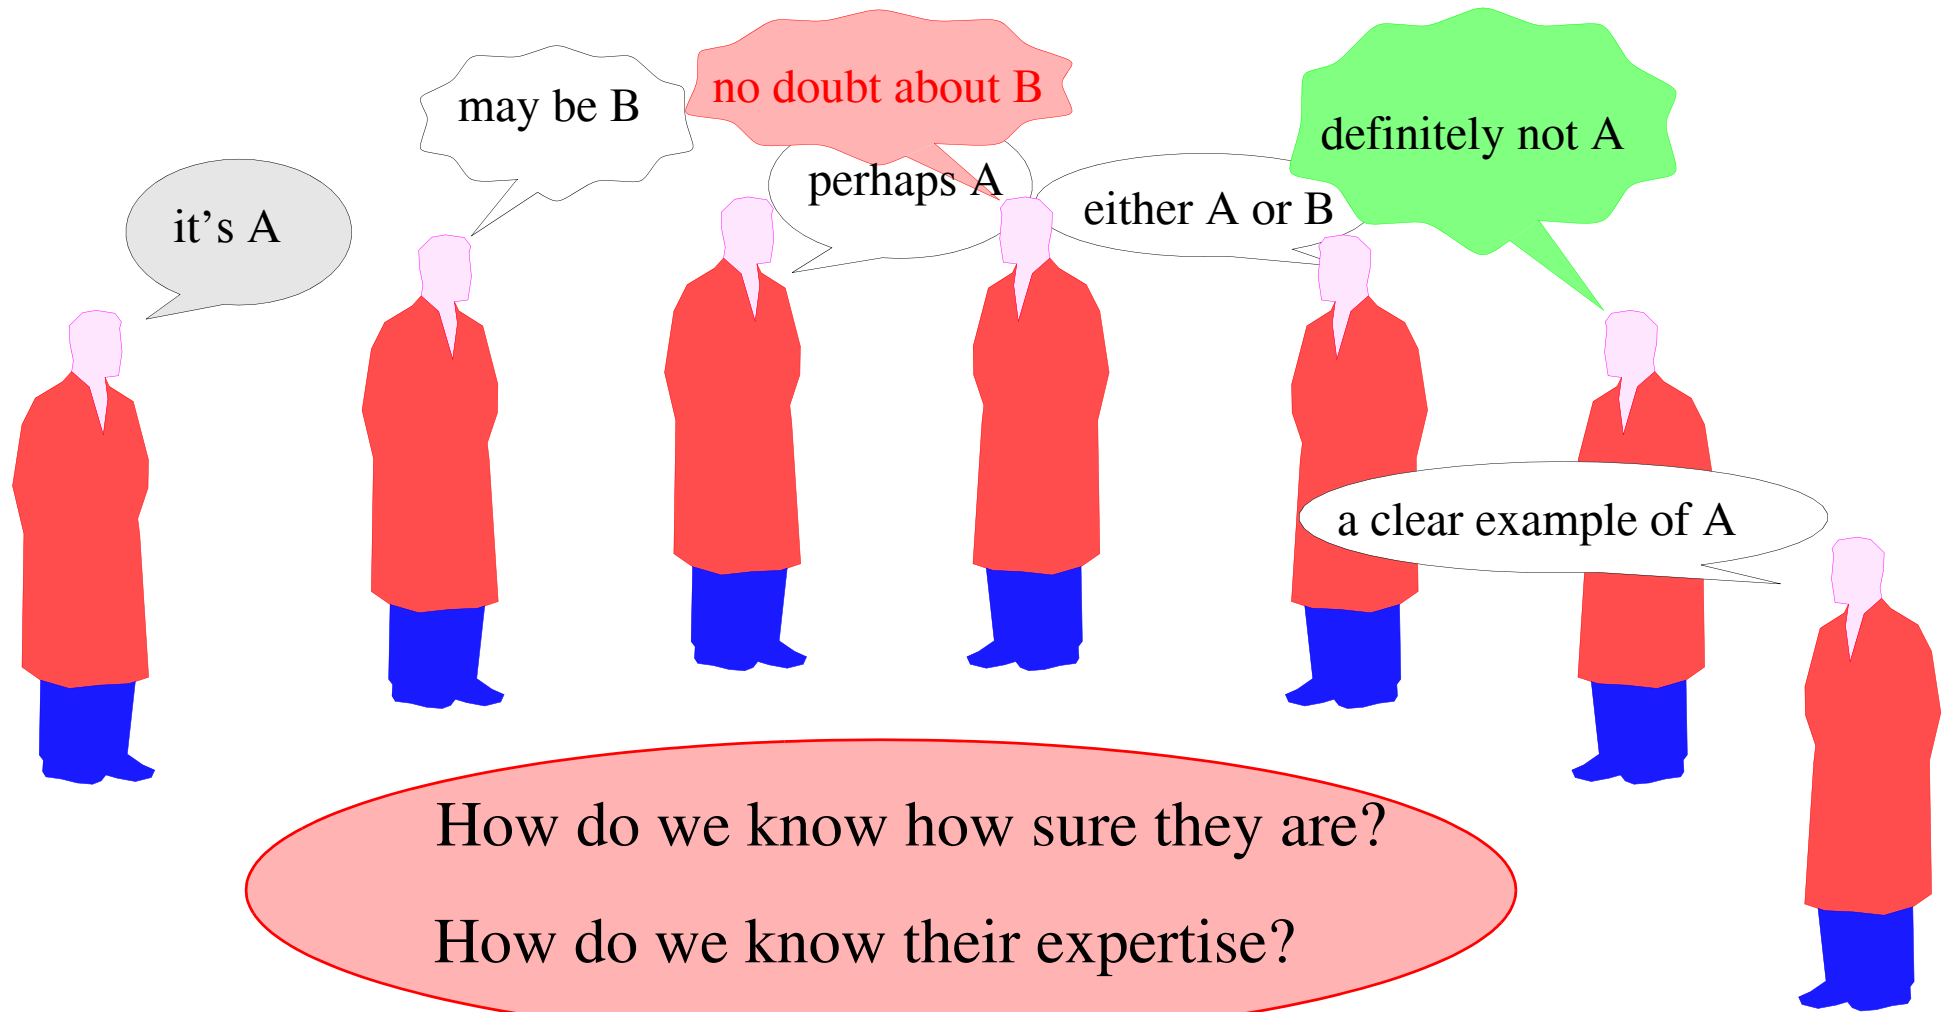 it's A
may be B
no doubt about B
perhaps A
either A or B
definitely not A
a clear example of A
How do we know how sure they are?
How do we know their expertise?